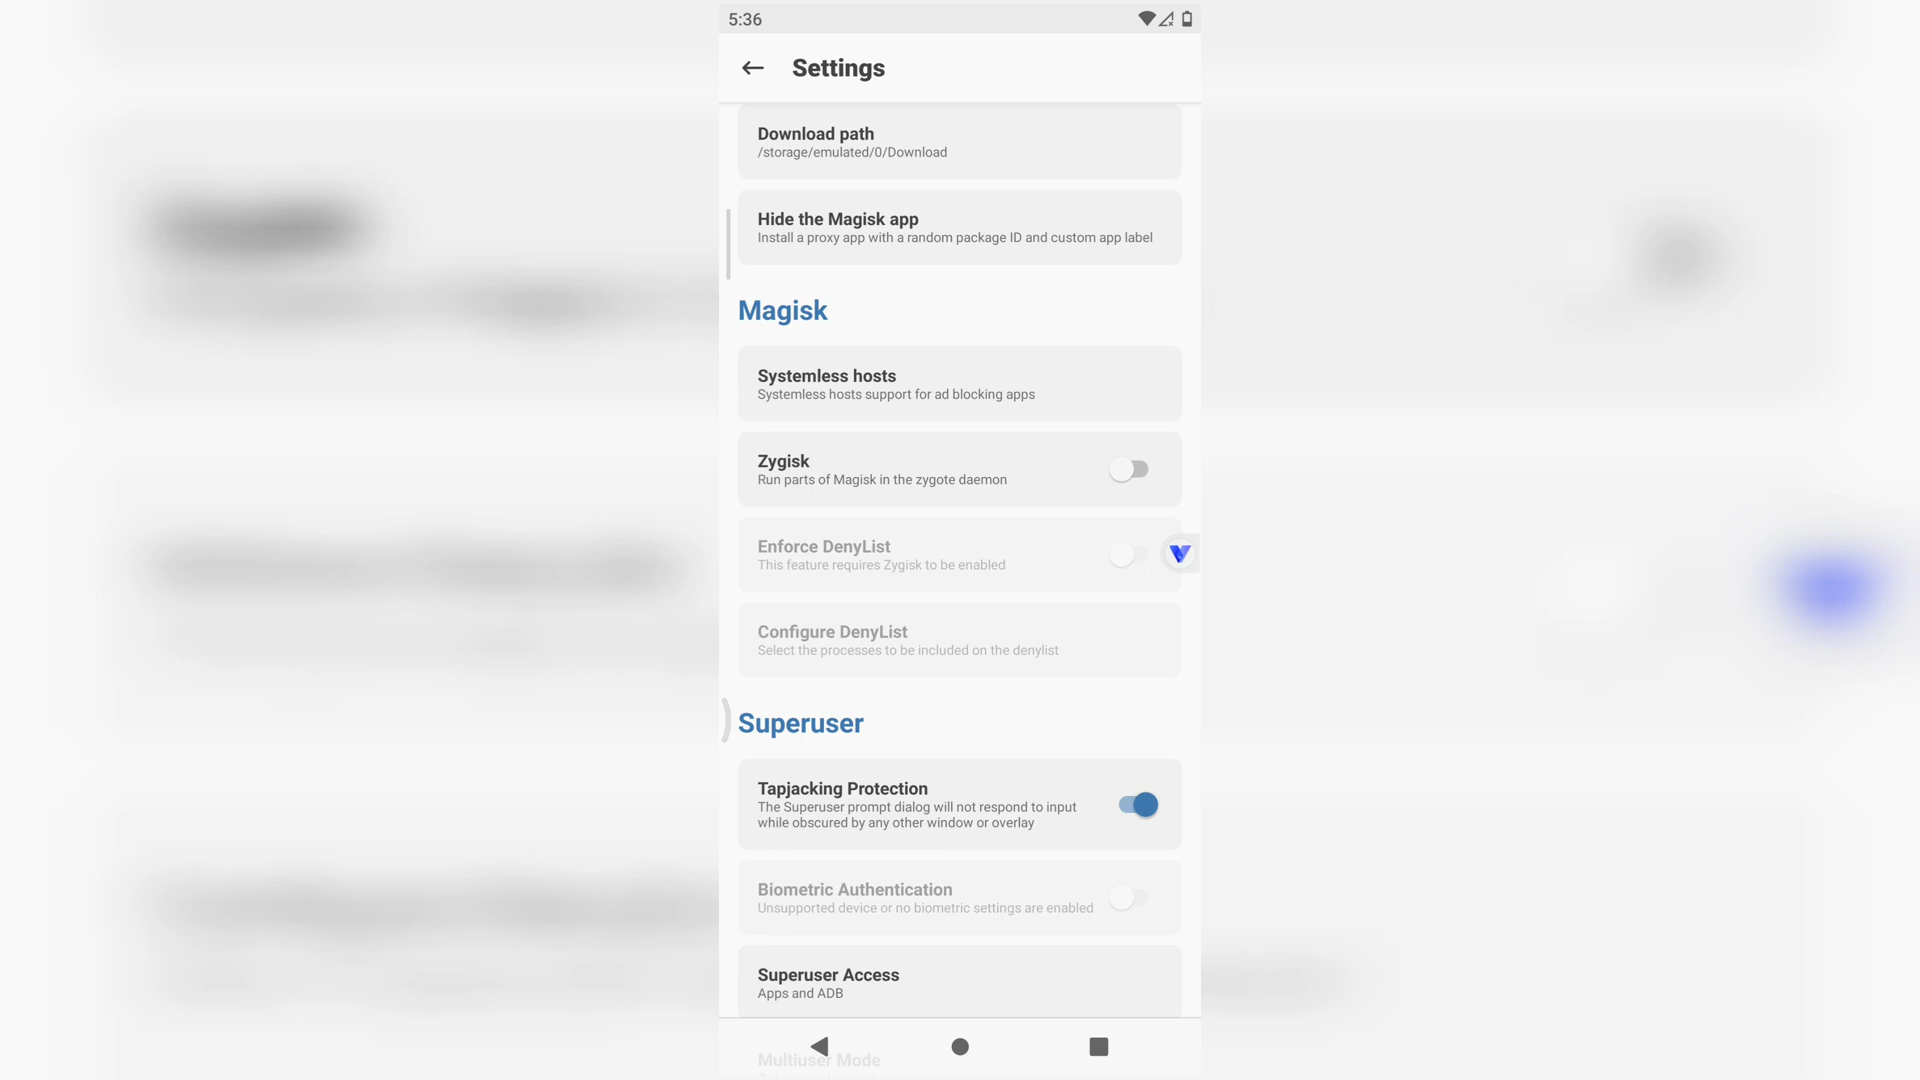 5:36
Settings
Download path
/storage/emulated/0/Download
Hide the Magisk app
Install a proxy app with a random package ID and custom app label
Magisk
Systemless hosts
Systemless hosts support for ad blocking apps
Zygisk
Run parts of Magisk in the zygote daemon
Enforce DenyList
This feature requires Zygisk to be enabled
Configure DenyList
Select the processes to be included on the denylist
Superuser
Tapjacking Protection
The Superuser prompt dialog will not respond to input
while obscured by any other window or overlay
Biometric Authentication
Unsupported device or no biometric settings are enabled
Superuser Access
Apps and ADB
Multiuser Mode